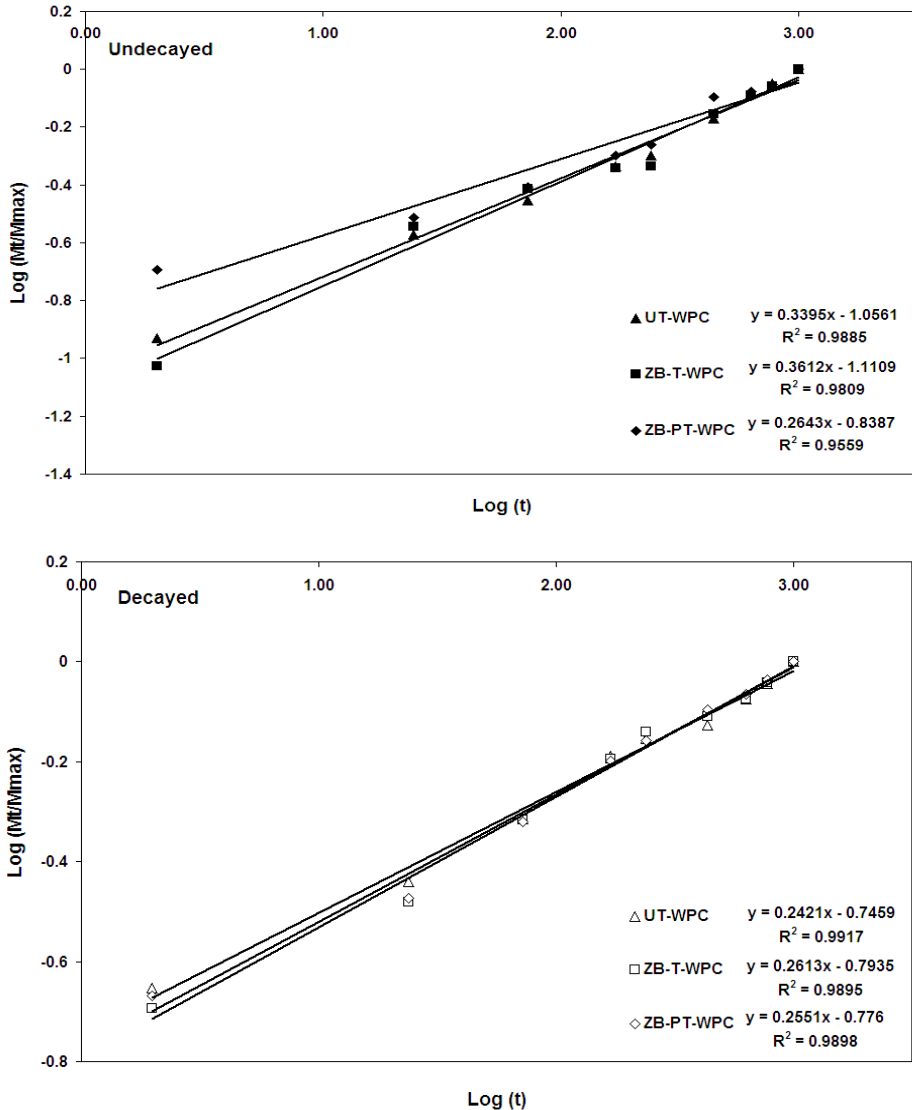 0.2
0.00
1.00
2.00
3.00
Undecayed
0
-0.2
-0.4
-0.6
-0.8
-1
-1.2
-1.4
Log (Mt/Mmax)
UT-WPC y = 0.3395x - 1.0561
R² = 0.9885
ZB-T-WPC y = 0.3612x - 1.1109
R² = 0.9809
ZB-PT-WPC y = 0.2643x - 0.8387
R² = 0.9559
Log (t)
0.2
0.00
1.00
2.00
3.00
Decayed
0
-0.2
-0.4
-0.6
-0.8
Log (Mt/Mmax)
UT-WPC y = 0.2421x - 0.7459
R² = 0.9917
ZB-T-WPC y = 0.2613x - 0.7935
R² = 0.9895
ZB-PT-WPC y = 0.2551x - 0.776
R² = 0.9898
Log (t)